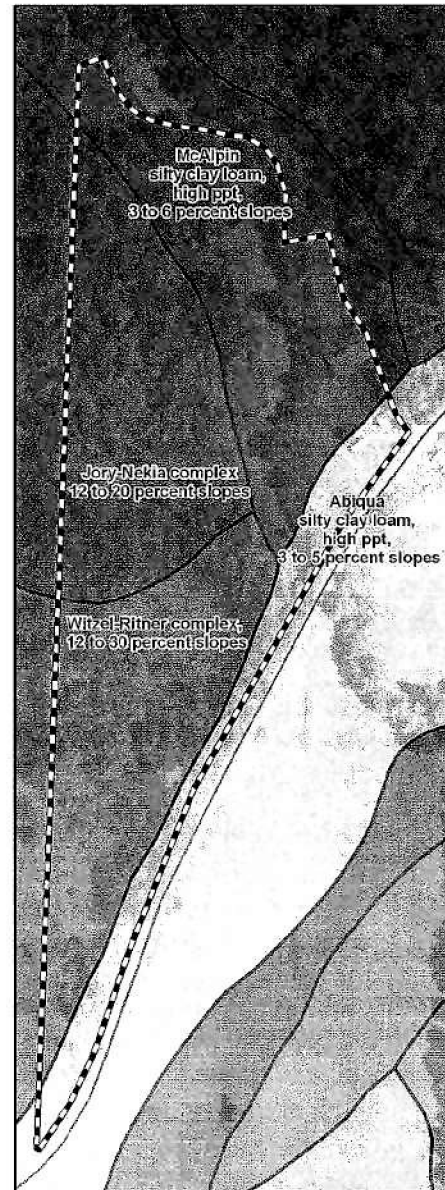 McAlpin
silty clay loam,
high ppt,
3 to 6 percent slopes
Jory-Nekia complex
12 to 20 percent slopes
Abiqua
silty clay loam,
high ppt,
3 to 5 percent slopes
Witzel-Ritner complex,
12 to 30 percent slopes